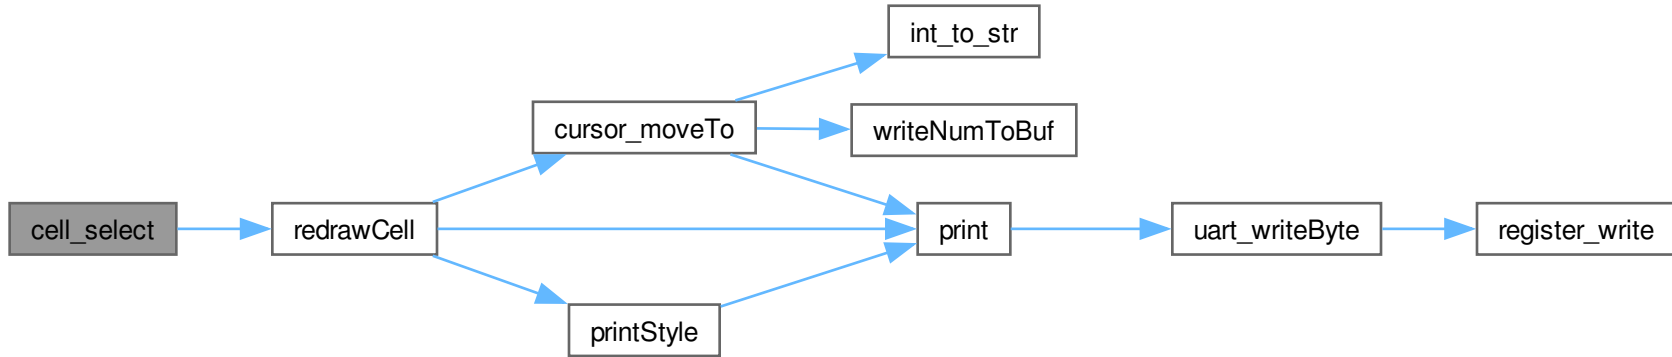 int_to_str
cursor_moveTo
writeNumToBuf
cell_select
redrawCell
print
uart_writeByte
register_write
printStyle